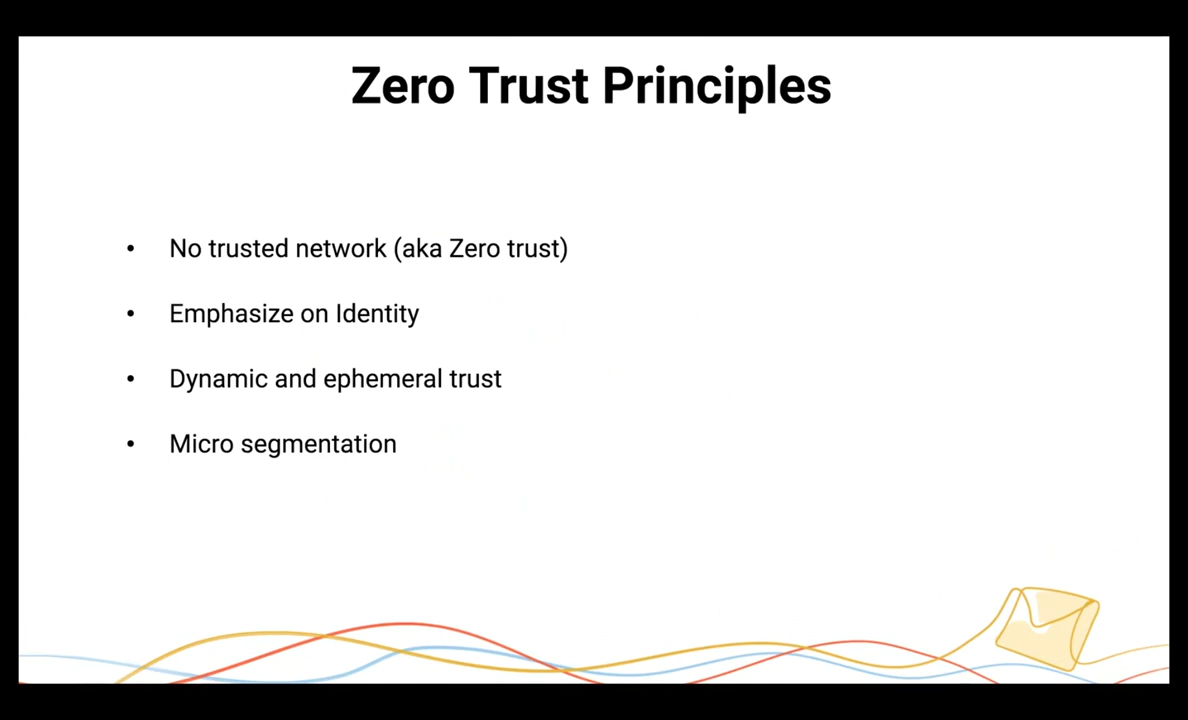 Zero Trust Principles
• No trusted network (aka Zero trust)
• Emphasize on Identity
• Dynamic and ephemeral trust
• Micro segmentation